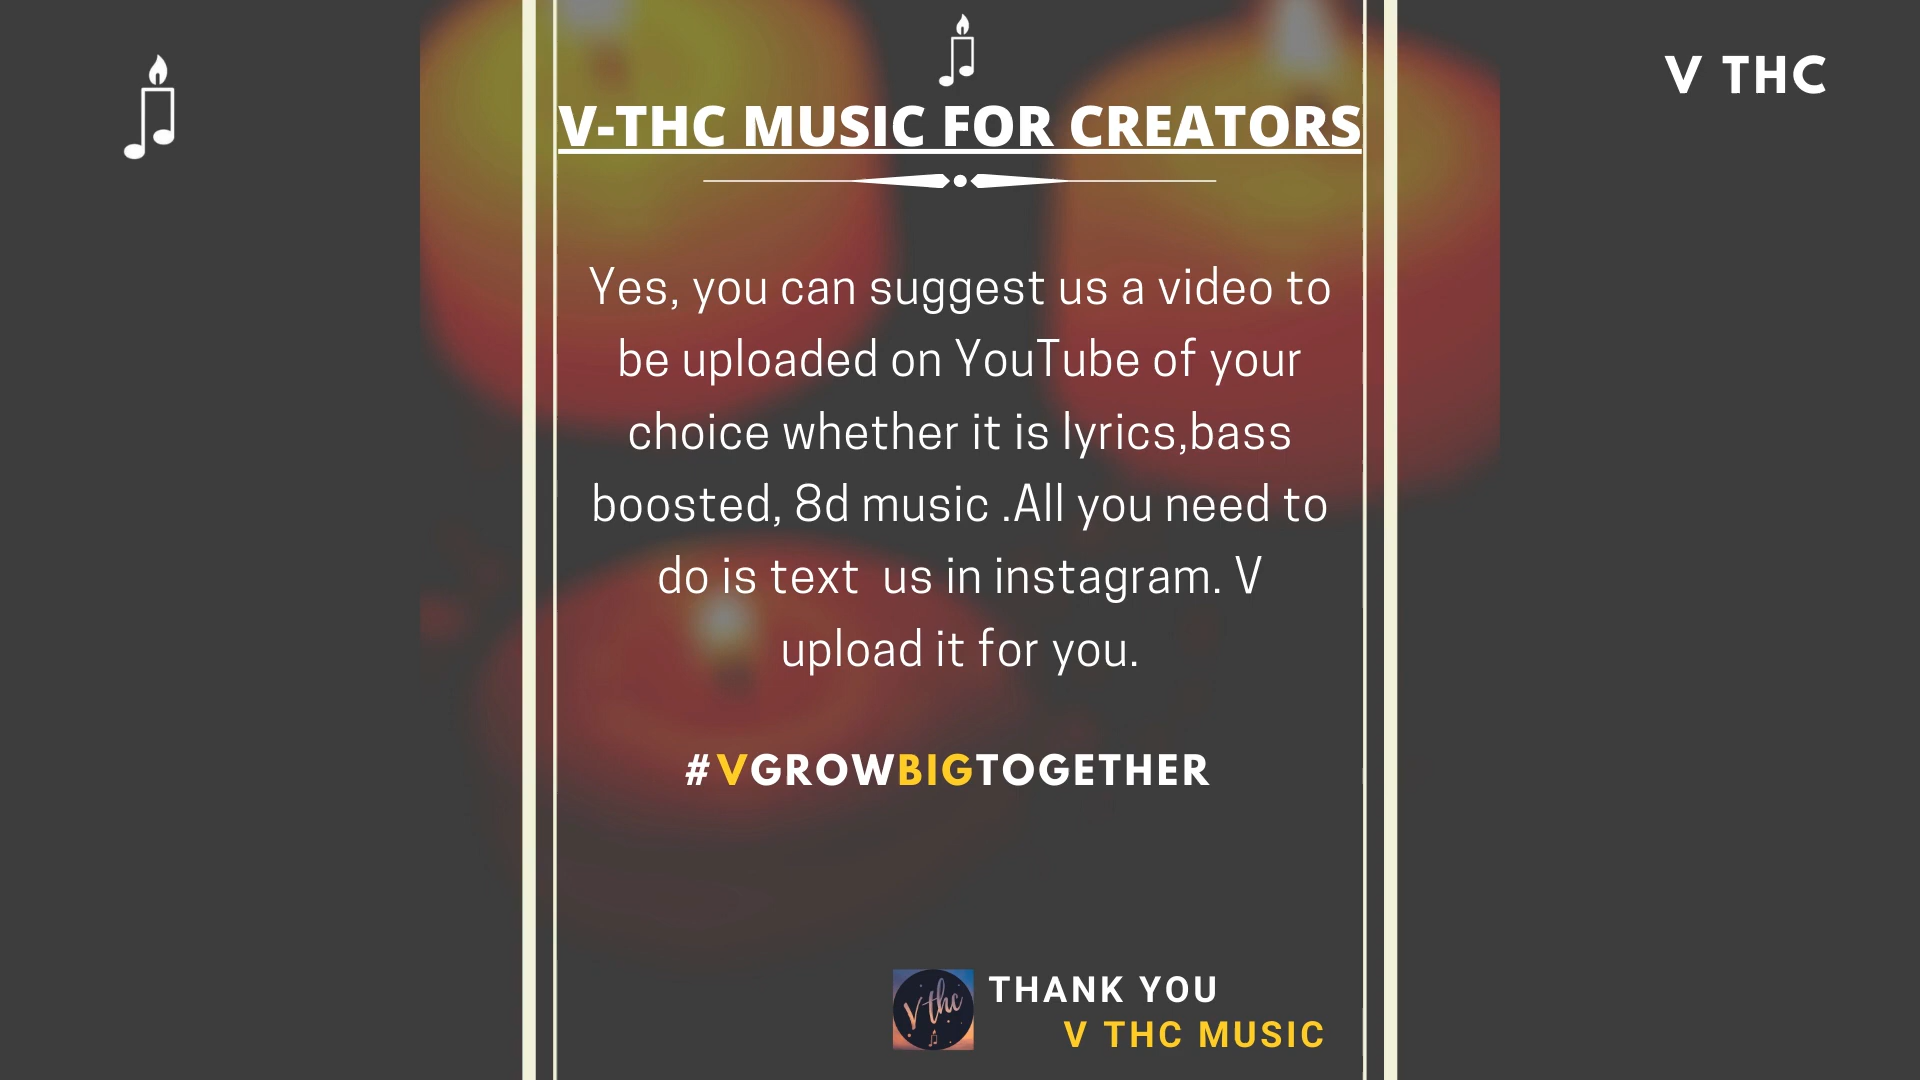 V THC
V-THC MUSIC FOR CREATORS
Yes, you can suggest us a video to
be uploaded on YouTube of your
choice whether it is lyrics,bass
boosted, 8d music .All you need to
do is text  us in instagram. V
upload it for you.
#VGROWBIGTOGETHER
V thc
THANK YOU
V THC MUSIC